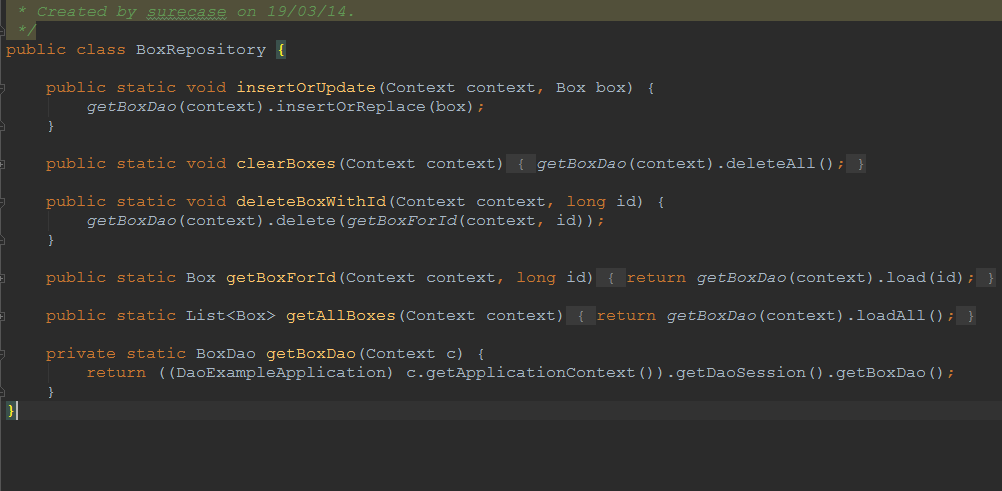 * Created by surecase on 19/03/14.
*/
public class BoxRepository {
public static void insertOrUpdate(Context context, Box box) {
getBoxDao(context).insertOrReplace(box);
}
public static void clearBoxes(Context context) { getBoxDao(context).deleteAll(); }
public static void deleteBoxWithId(Context context, long id) {
getBoxDao(context).delete(getBoxForId(context, id));
}
public static Box getBoxForId(Context context, long id) { return getBoxDao(context).load(id); }
public static List<Box> getAllBoxes(Context context) { return getBoxDao(context).loadAll(); }
private static BoxDao getBoxDao(Context c) {
return ((DaoExampleApplication) c.getApplicationContext()).getDaoSession().getBoxDao();
}
}